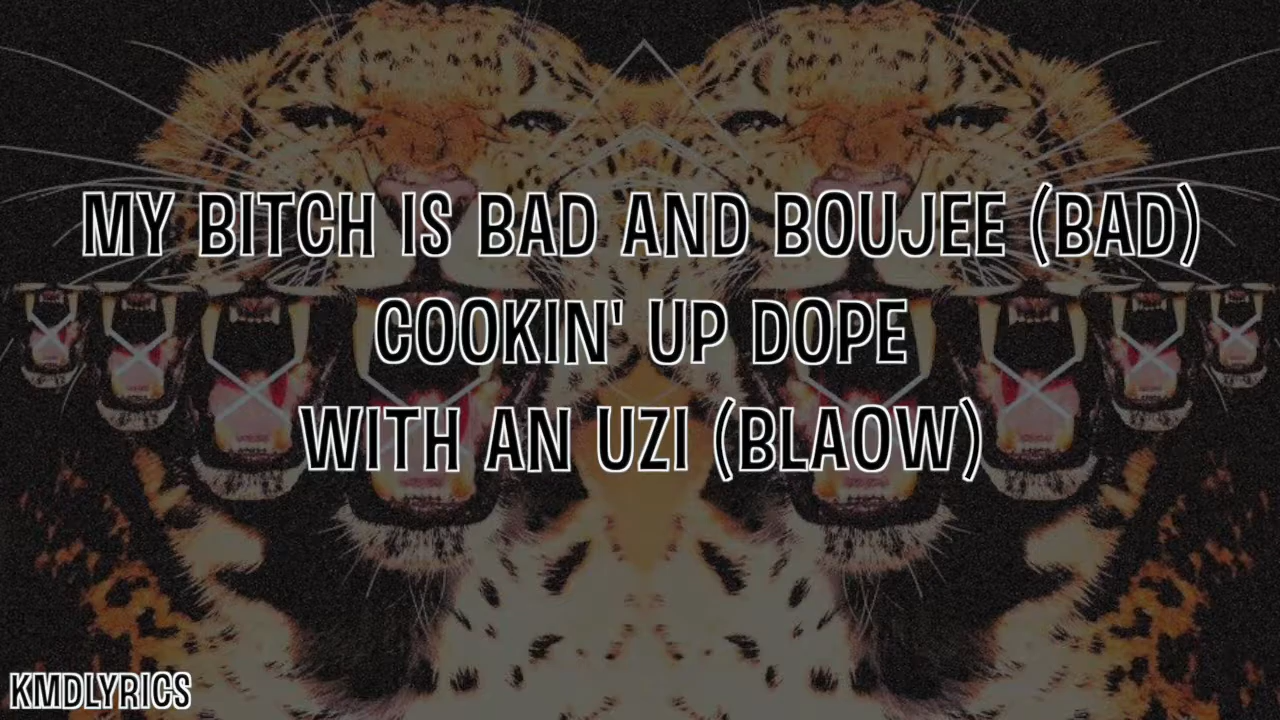 MY BITCH IS BAD AND BOUJEE (BAD)
COOKIN' UP DOPE
WITH AN UZI (BLAOW)
KMDLYRICS